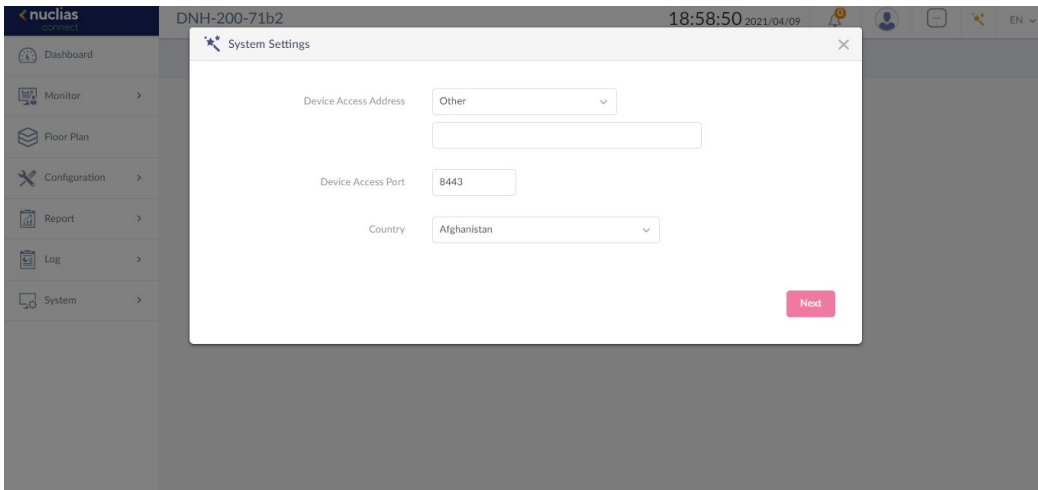 nuclias
connect
DNH-200-71b2
18:58:50 2021/04/09
0
EN
Dashboard
Monitor
Floor Plan
Configuration
Report
Log
System
System Settings
Device Access Address
Other
Device Access Port
8443
Country
Afghanistan
Next